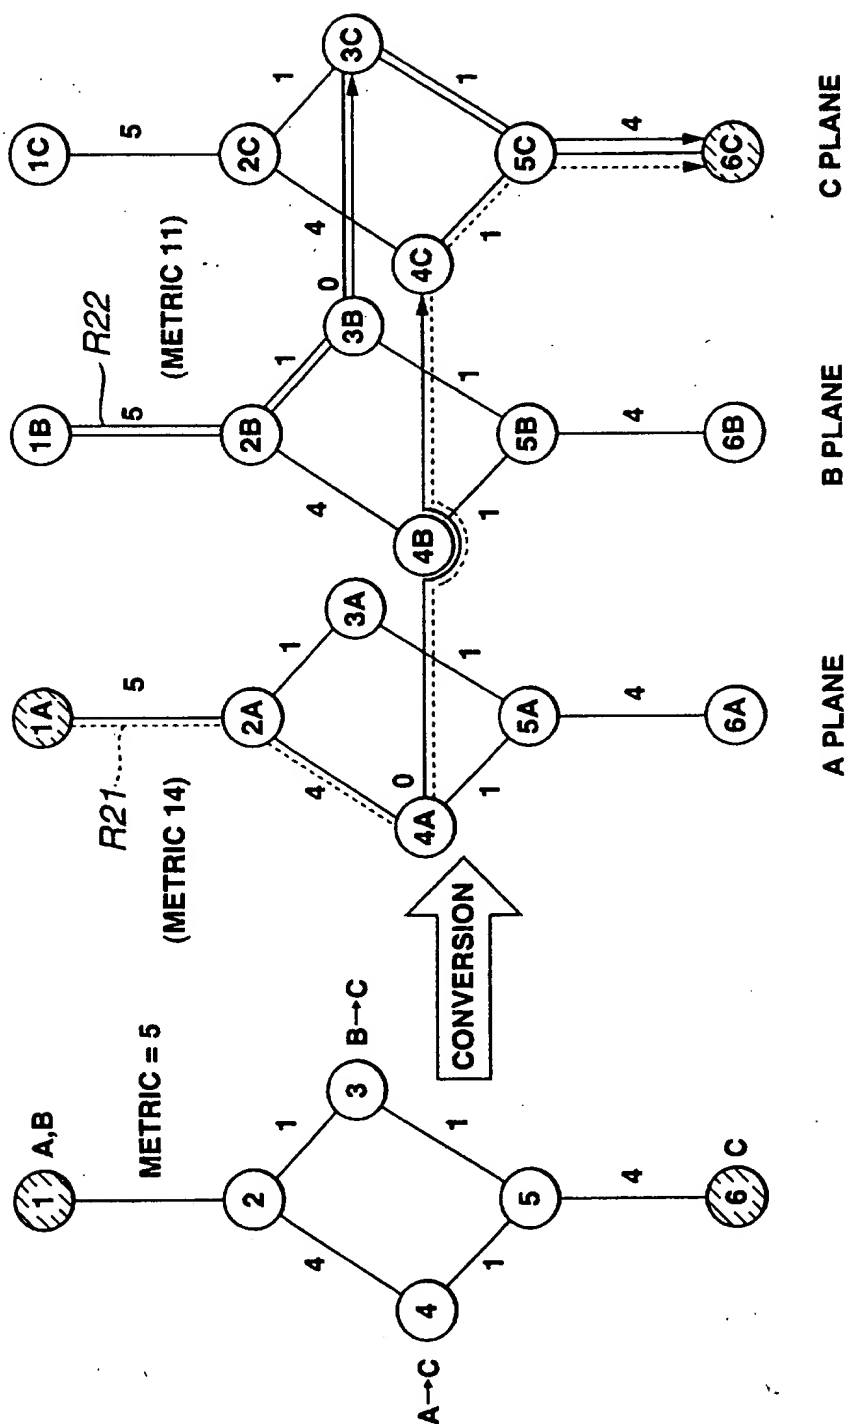 1 A,B
METRIC = 5
2
1
3 B→C
4
1
A→C 4
1
5
4
6 C
CONVERSION
1A
R21
5
(METRIC 14)
2A
1
3A
4
0
4A
1
1
5A
4
6A
A PLANE
1B
R22
5
2B
1
3B
0
4
4B
1
1
5B
4
6B
B PLANE
1C
5
(METRIC 11)
2C
1
3C
4
4C
1
1
5C
4
6C
C PLANE